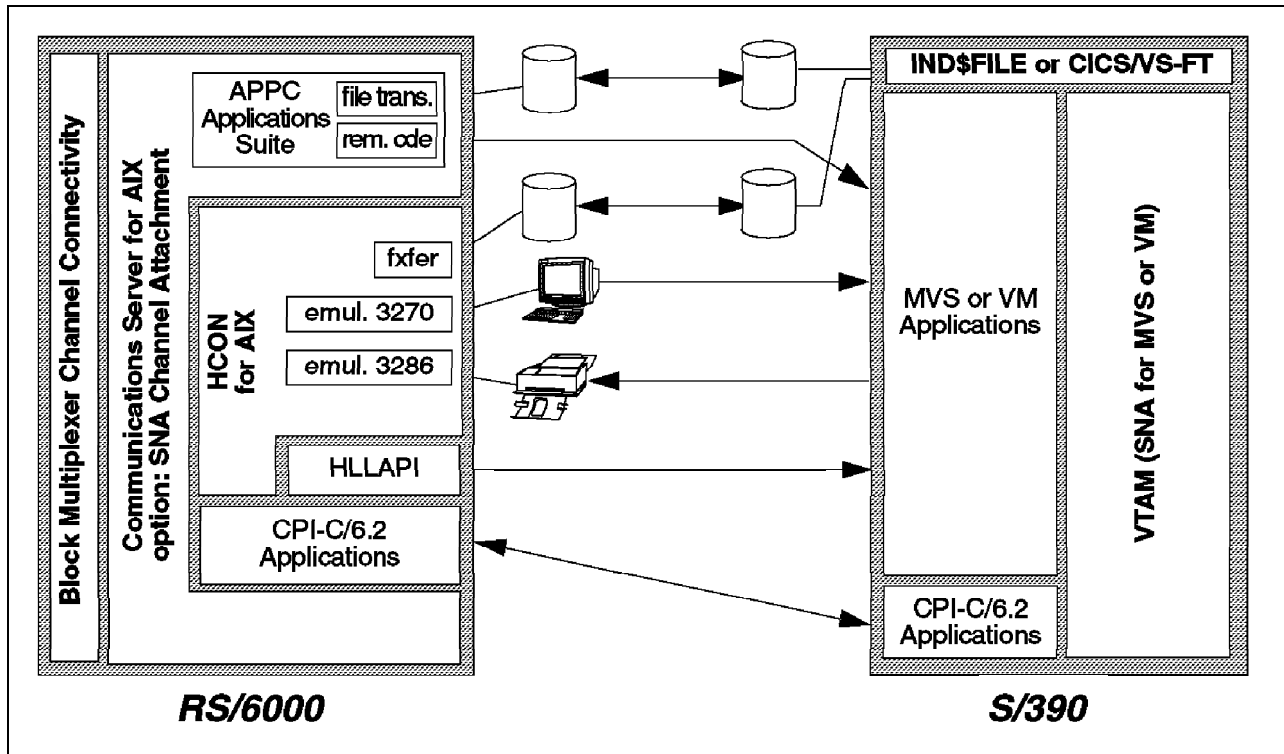 Block Multiplexer Channel Connectivity
Communications Server for AIX
option: SNA Channel Attachment
APPC
Applications
Suite
file trans.
rem. cde
HCON
for AIX
fxfer
emul. 3270
emul. 3286
HLLAPI
CPI-C/6.2
Applications
RS/6000
IND$FILE or CICS/VS-FT
MVS or VM
Applications
VTAM (SNA for MVS or VM)
CPI-C/6.2
Applications
S/390